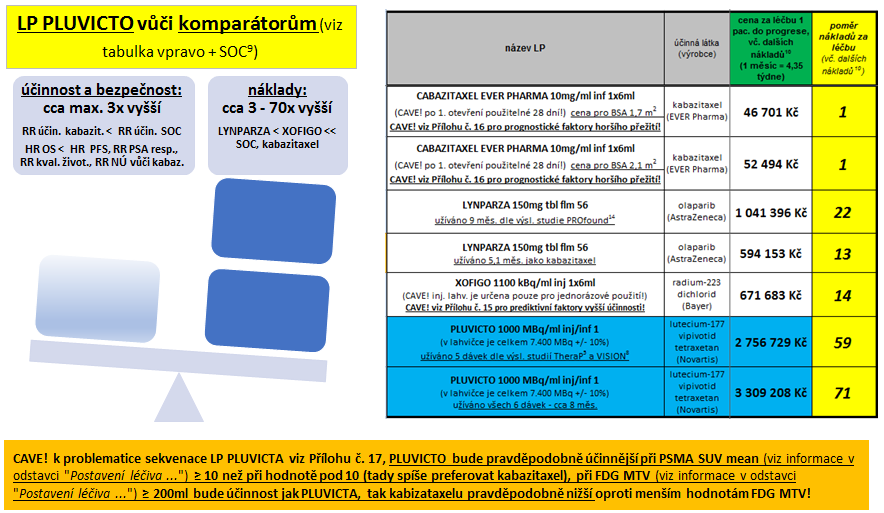 LP PLUVICTO vůči komparátorům (viz
tabulka vpravo + SOC⁹)
účinnost a bezpečnost:
cca max. 3x vyšší
RR účin. kabazit. < RR účin. SOC
HR OS < HR PFS, RR PSA resp.,
RR kval. život., RR NÚ vůči kabaz.
náklady:
cca 3 - 70x vyšší
LYNPARZA < XOFIGO <<
SOC, kabazitaxel
název LP
účinná látka
(výrobce)
cena za léčbu 1
pac. do progrese,
vč. dalších
nákladů¹⁰
(1 měsíc = 4,35
týdne)
poměr
nákladů za
léčbu
(vč. dalších
nákladů ¹⁰)
CABAZITAXEL EVER PHARMA 10mg/ml inf 1x6ml
(CAVE! po 1. otevření použitelné 28 dní!) cena pro BSA 1,7 m²
CAVE! viz Přílohu č. 16 pro prognostické faktory horšího přežití!
kabazitaxel
(EVER Pharma)
46 701 Kč
1
CABAZITAXEL EVER PHARMA 10mg/ml inf 1x6ml
(CAVE! po 1. otevření použitelné 28 dní!) cena pro BSA 2,1 m²
CAVE! viz Přílohu č. 16 pro prognostické faktory horšího přežití!
kabazitaxel
(EVER Pharma)
52 494 Kč
1
LYNPARZA 150mg tbl flm 56
užíváno 9 měs. dle výsl. studie PROfound¹⁴
olaparib
(AstraZeneca)
1 041 396 Kč
22
LYNPARZA 150mg tbl flm 56
užíváno 5,1 měs. jako kabazitaxel
olaparib
(AstraZeneca)
594 153 Kč
13
XOFIGO 1100 kBq/ml inj 1x6ml
(CAVE! inj. lahv. je určena pouze pro jednorázové použití!)
CAVE! viz Přílohu č. 15 pro prediktivní faktory vyšší účinnosti!
radium-223
dichlorid
(Bayer)
671 683 Kč
14
PLUVICTO 1000 MBq/ml inj/inf 1
(v lahvičce je celkem 7.400 MBq +/- 10%)
užíváno 5 dávek dle výsl. studií TheraP⁵ a VISION⁸
lutecium-177
vipivotid
tetraxetan
(Novartis)
2 756 729 Kč
59
PLUVICTO 1000 MBq/ml inj/inf 1
(v lahvičce je celkem 7.400 MBq +/- 10%)
užíváno všech 6 dávek - cca 8 měs.
lutecium-177
vipivotid
tetraxetan
(Novartis)
3 309 208 Kč
71
CAVE! k problematice sekvenace LP PLUVICTA viz Přílohu č. 17, PLUVICTO bude pravděpodobně účinnější při PSMA SUV mean (viz informace v
odstavci "Postavení léčiva ...") ≥ 10 než při hodnotě pod 10 (tady spíše preferovat kabazitaxel), při FDG MTV (viz informace v odstavci
"Postavení léčiva ...") ≥ 200ml bude účinnost jak PLUVICTA, tak kabizataxelu pravděpodobně nižší oproti menším hodnotám FDG MTV!